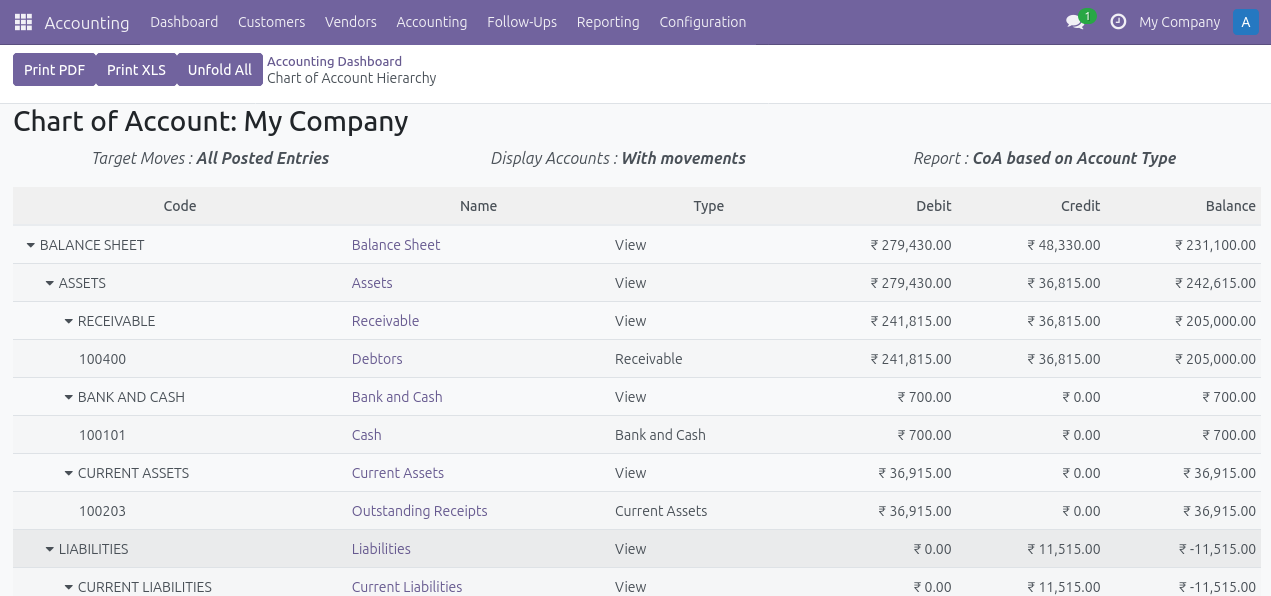 Accounting Dashboard Customers Vendors Accounting Follow-Ups Reporting Configuration 1 My Company A
Print PDF Print XLS Unfold All Accounting Dashboard
Chart of Account Hierarchy
Chart of Account: My Company
Target Moves : All Posted Entries Display Accounts : With movements Report : CoA based on Account Type
Code Name Type Debit Credit Balance
BALANCE SHEET Balance Sheet View ₹ 279,430.00 ₹ 48,330.00 ₹ 231,100.00
ASSETS Assets View ₹ 279,430.00 ₹ 36,815.00 ₹ 242,615.00
RECEIVABLE Receivable View ₹ 241,815.00 ₹ 36,815.00 ₹ 205,000.00
100400 Debtors Receivable ₹ 241,815.00 ₹ 36,815.00 ₹ 205,000.00
BANK AND CASH Bank and Cash View ₹ 700.00 ₹ 0.00 ₹ 700.00
100101 Cash Bank and Cash ₹ 700.00 ₹ 0.00 ₹ 700.00
CURRENT ASSETS Current Assets View ₹ 36,915.00 ₹ 0.00 ₹ 36,915.00
100203 Outstanding Receipts Current Assets ₹ 36,915.00 ₹ 0.00 ₹ 36,915.00
LIABILITIES Liabilities View ₹ 0.00 ₹ 11,515.00 ₹ -11,515.00
CURRENT LIABILITIES Current Liabilities View ₹ 0.00 ₹ 11,515.00 ₹ -11,515.00